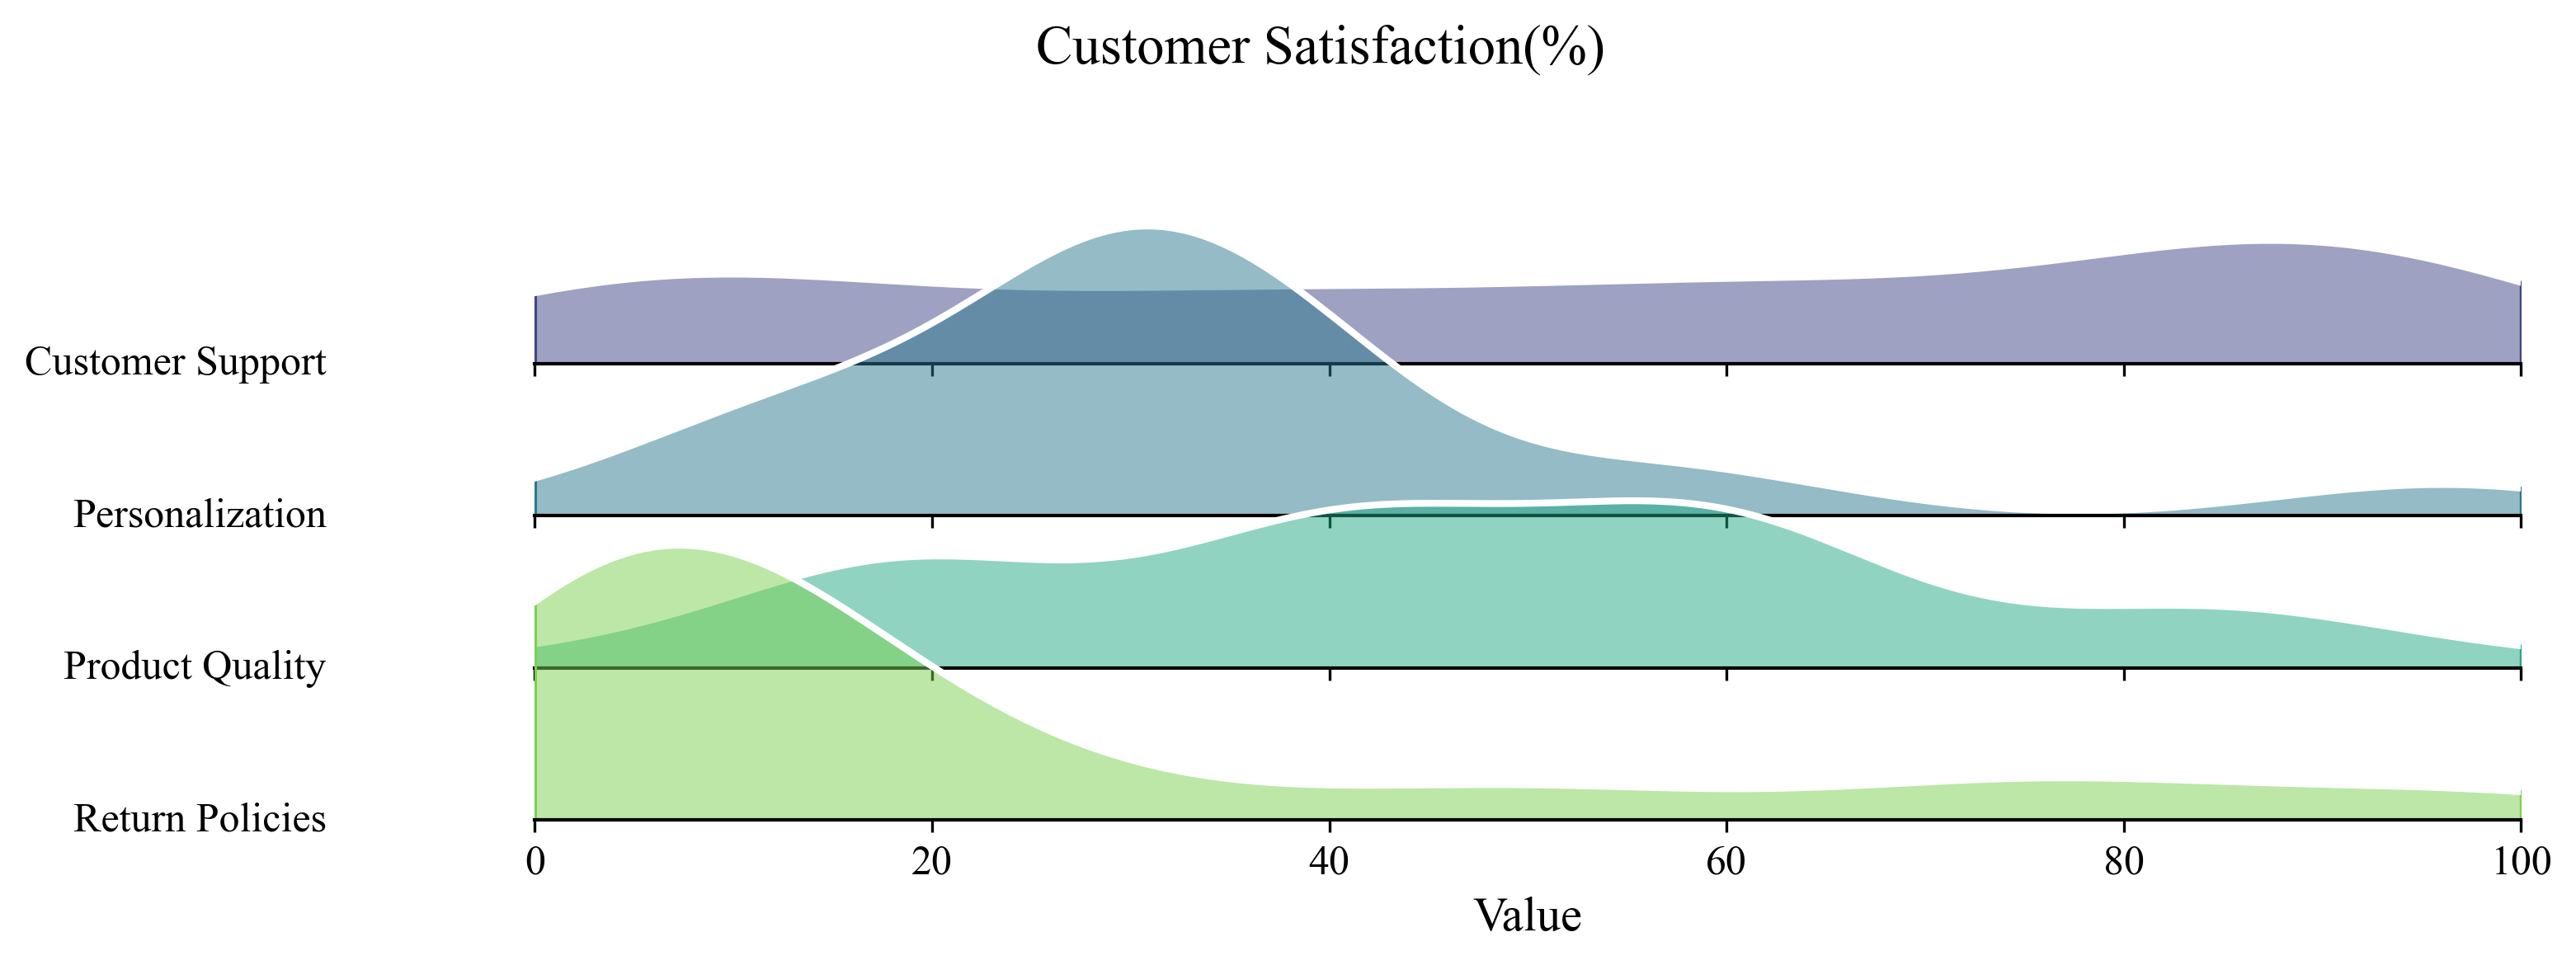 Customer Satisfaction(%)
Customer Support
Personalization
Product Quality
Return Policies
0 20 40 60 80 100
Value